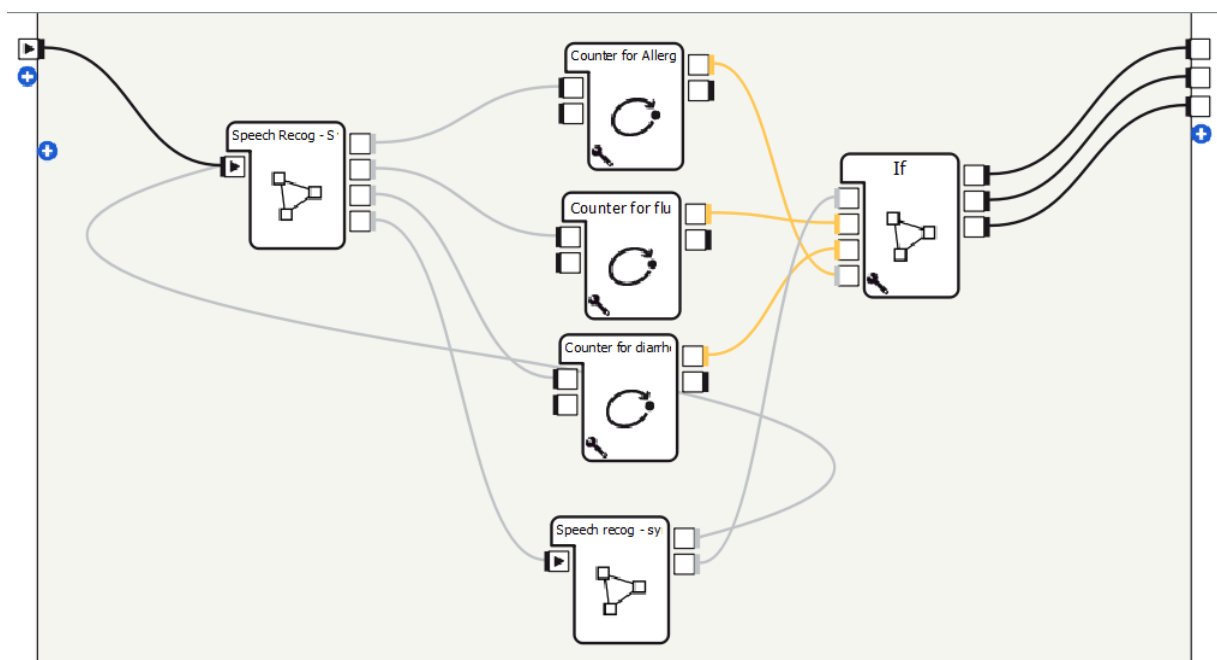 Counter for Allerg
Speech Recog - S
If
Counter for flu
Counter for diarrh
Speech recog - sy